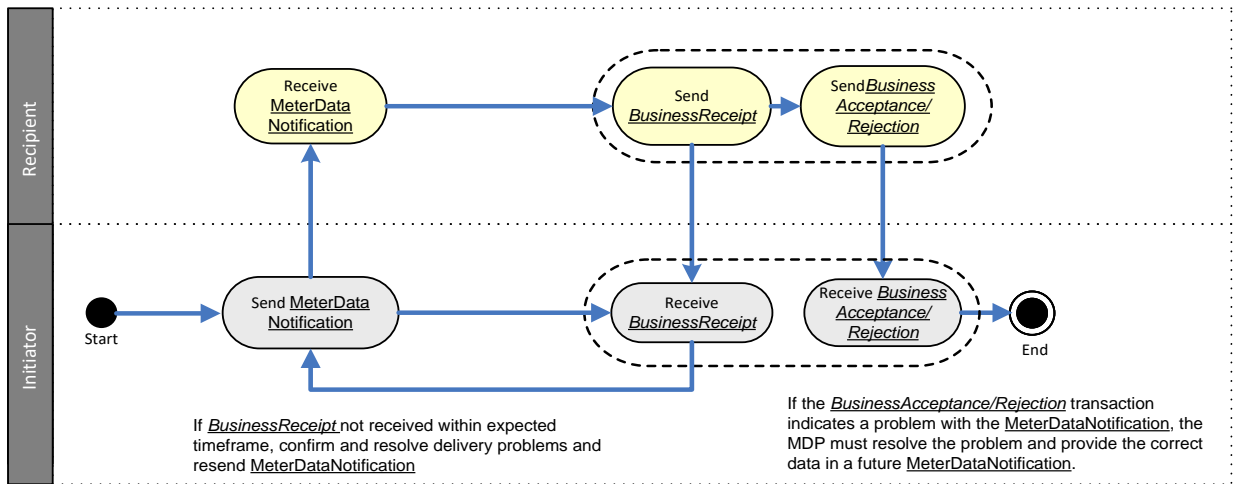 Recipient
Receive
MeterData
Notification
Send
BusinessReceipt
SendBusiness
Acceptance/
Rejection
Initiator
Start
Send MeterData
Notification
Receive
BusinessReceipt
Receive Business
Acceptance/
Rejection
End
If BusinessReceipt not received within expected
timeframe, confirm and resolve delivery problems and
resend MeterDataNotification
If the BusinessAcceptance/Rejection transaction
indicates a problem with the MeterDataNotification, the
MDP must resolve the problem and provide the correct
data in a future MeterDataNotification.